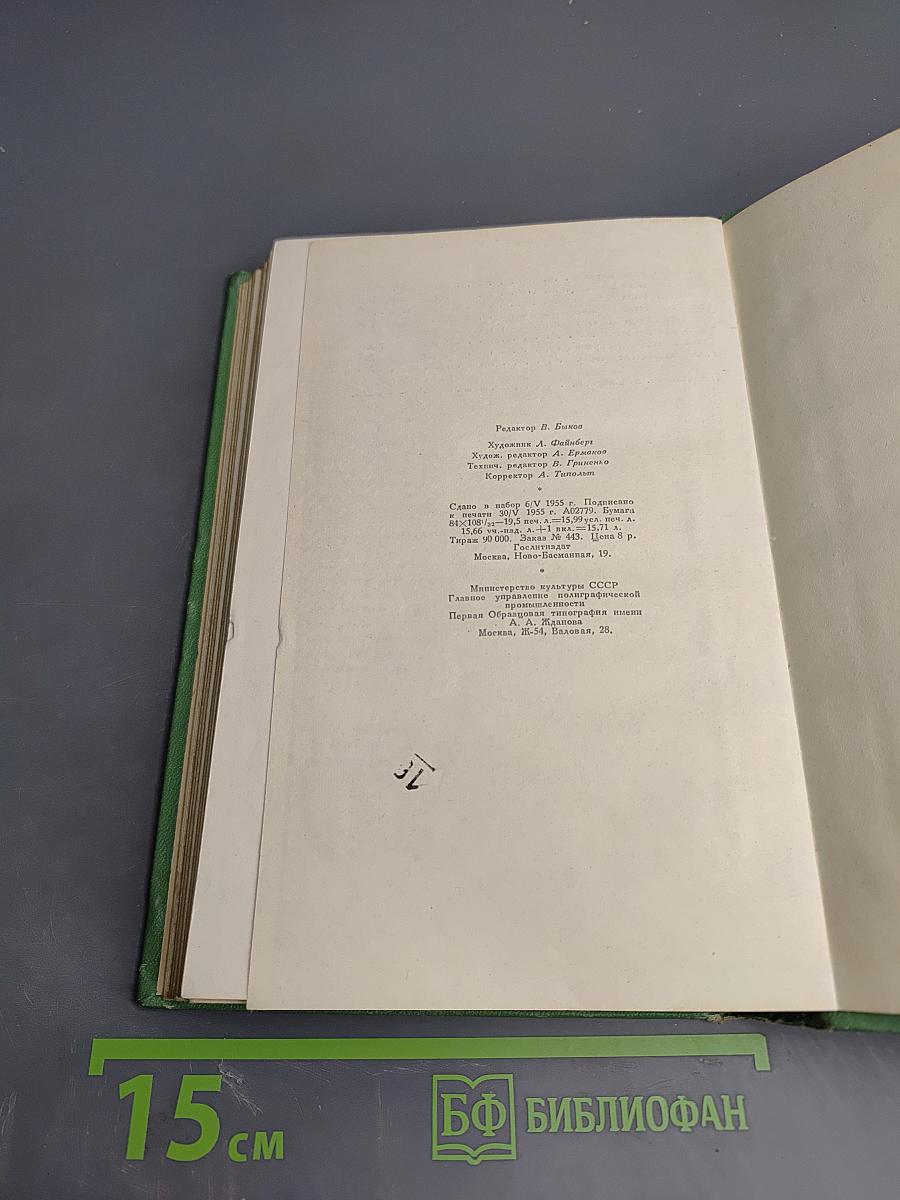 Редактор В. Быков
Художник Л. Файнберг
Худож. редактор А. Ермаков
Технич. редактор В. Гриненко
Корректор А. Типольт
*
Сдано в набор 6/V 1955 г. Подписано
к печати 30/V 1955 г. А02779. Бумага
84×108¹/₃₂—19,5 печ. л.=15,99 усл. печ. л.
15,66 уч.-изд. л.+1 вкл.=15,71 л.
Тираж 90 000. Заказ № 443. Цена 8 р.
Гослитиздат
Москва, Ново-Басманная, 19.
*
Министерство культуры СССР
Главное управление полиграфической
промышленности
Первая Образцовая типография имени
А. А. Жданова
Москва, Ж-54, Валовая, 28.
15 см
БФ БИБЛИОФАН